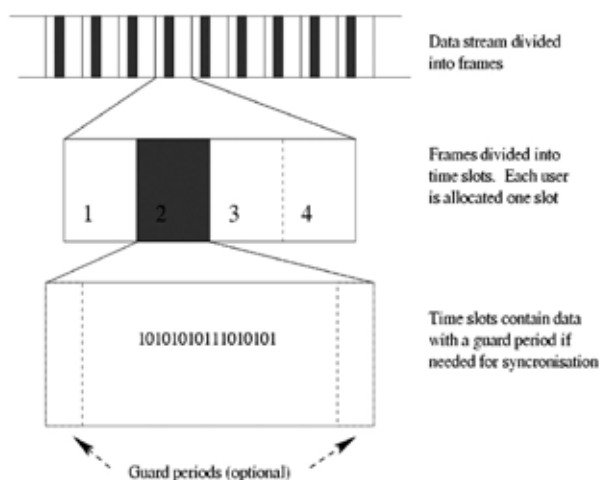 Data stream divided
into frames
Frames divided into
time slots. Each user
is allocated one slot
1 2 3 4
10101010111010101
Time slots contain data
with a guard period if
needed for syncronisation
Guard periods (optional)